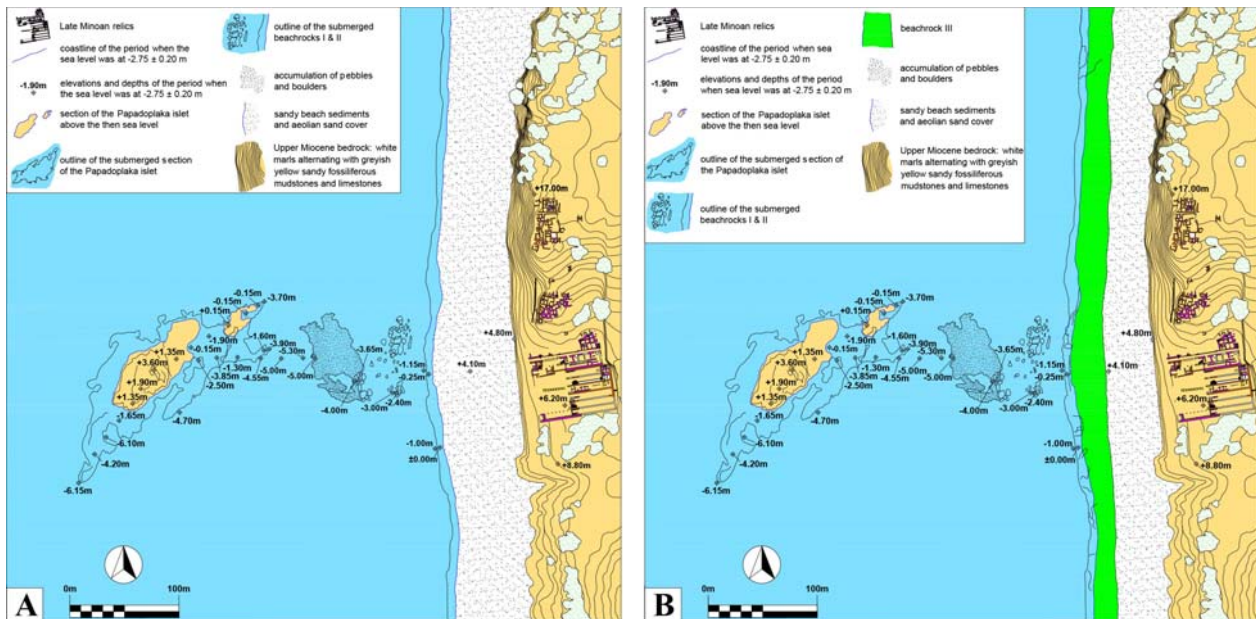 Late Minoan relics
coastline of the period when the
sea level was at -2.75 ± 0.20 m
-1.90m
elevations and depths of the period when
the sea level was at -2.75 ± 0.20 m
section of the Papadoplaka islet
above the then sea level
outline of the submerged section
of the Papadoplaka islet
outline of the submerged
beachrocks I & II
accumulation of pebbles
and boulders
sandy beach sediments
and aeolian sand cover
Upper Miocene bedrock: white
marls alternating with greyish
yellow sandy fossiliferous
mudstones and limestones
+17.00m
-0.15m
-0.15m
-3.70m
+0.15m
-1.90m
-1.60m
-3.90m
-5.30m
+4.80m
+1.35m
-0.15m
-3.65m
+3.60m
-1.30m
-5.00m
-1.15m
+4.10m
-3.85m
-4.55m
-5.00m
-0.25m
+1.90m
-2.50m
-2.40m
+1.35m
-4.00m
-3.00m
+6.20m
-1.65m
-4.70m
-6.10m
-1.00m
±0.00m
-4.20m
+8.80m
-6.15m
0m
100m
A
Late Minoan relics
coastline of the period when sea
level was at -2.75 ± 0.20 m
-1.90m
elevations and depths of the period
when sea level was at -2.75 ± 0.20 m
section of the Papadoplaka islet
above the then sea level
outline of the submerged section of
the Papadoplaka islet
outline of the submerged
beachrocks I & II
beachrock III
accumulation of pebbles
and boulders
sandy beach sediments
and aeolian sand cover
Upper Miocene bedrock: white
marls alternating with greyish
yellow sandy fossiliferous
mudstones and limestones
+17.00m
-0.15m
-0.15m
-3.70m
+0.15m
-1.90m
-1.60m
-3.90m
-5.30m
+4.80m
+1.35m
-0.15m
-3.65m
+3.60m
-1.30m
-5.00m
-1.15m
+4.10m
-3.85m
-4.55m
-5.00m
-0.25m
+1.90m
-2.50m
-2.40m
+1.35m
-4.00m
-3.00m
+6.20m
-1.65m
-4.70m
-6.10m
-1.00m
±0.00m
-4.20m
+8.80m
-6.15m
0m
100m
B